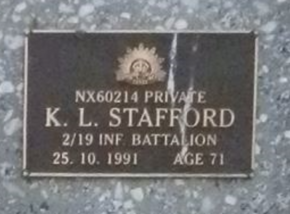 NX60214 PRIVATE
K. L. STAFFORD
2/19 INF. BATTALION
25. 10. 1991 AGE 71